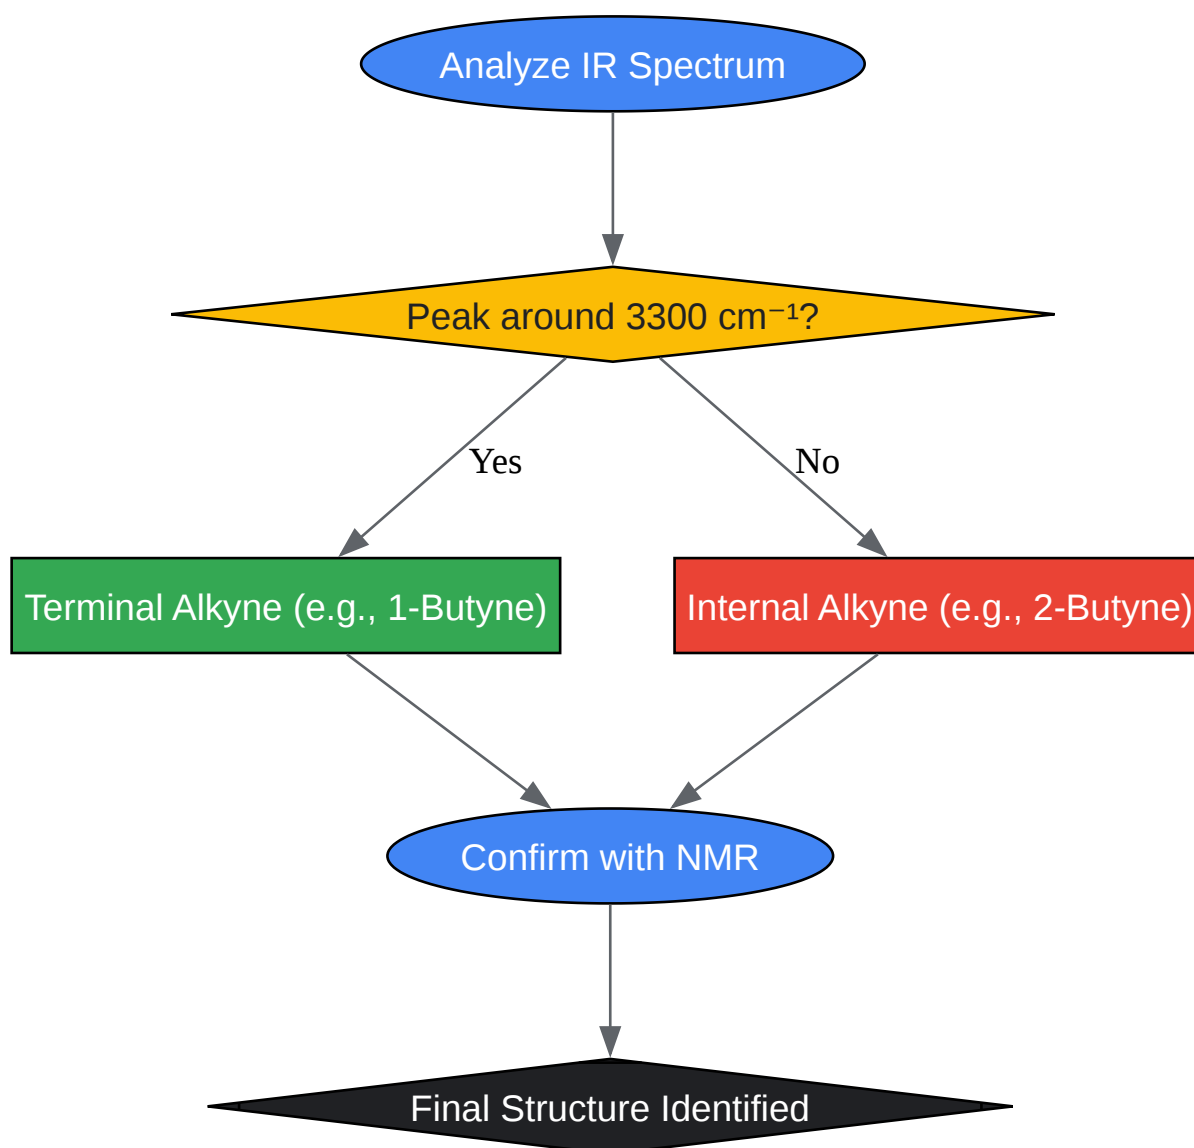 Analyze IR Spectrum
Peak around 3300 cm⁻¹?
Yes
No
Terminal Alkyne (e.g., 1-Butyne)
Internal Alkyne (e.g., 2-Butyne)
Confirm with NMR
Final Structure Identified